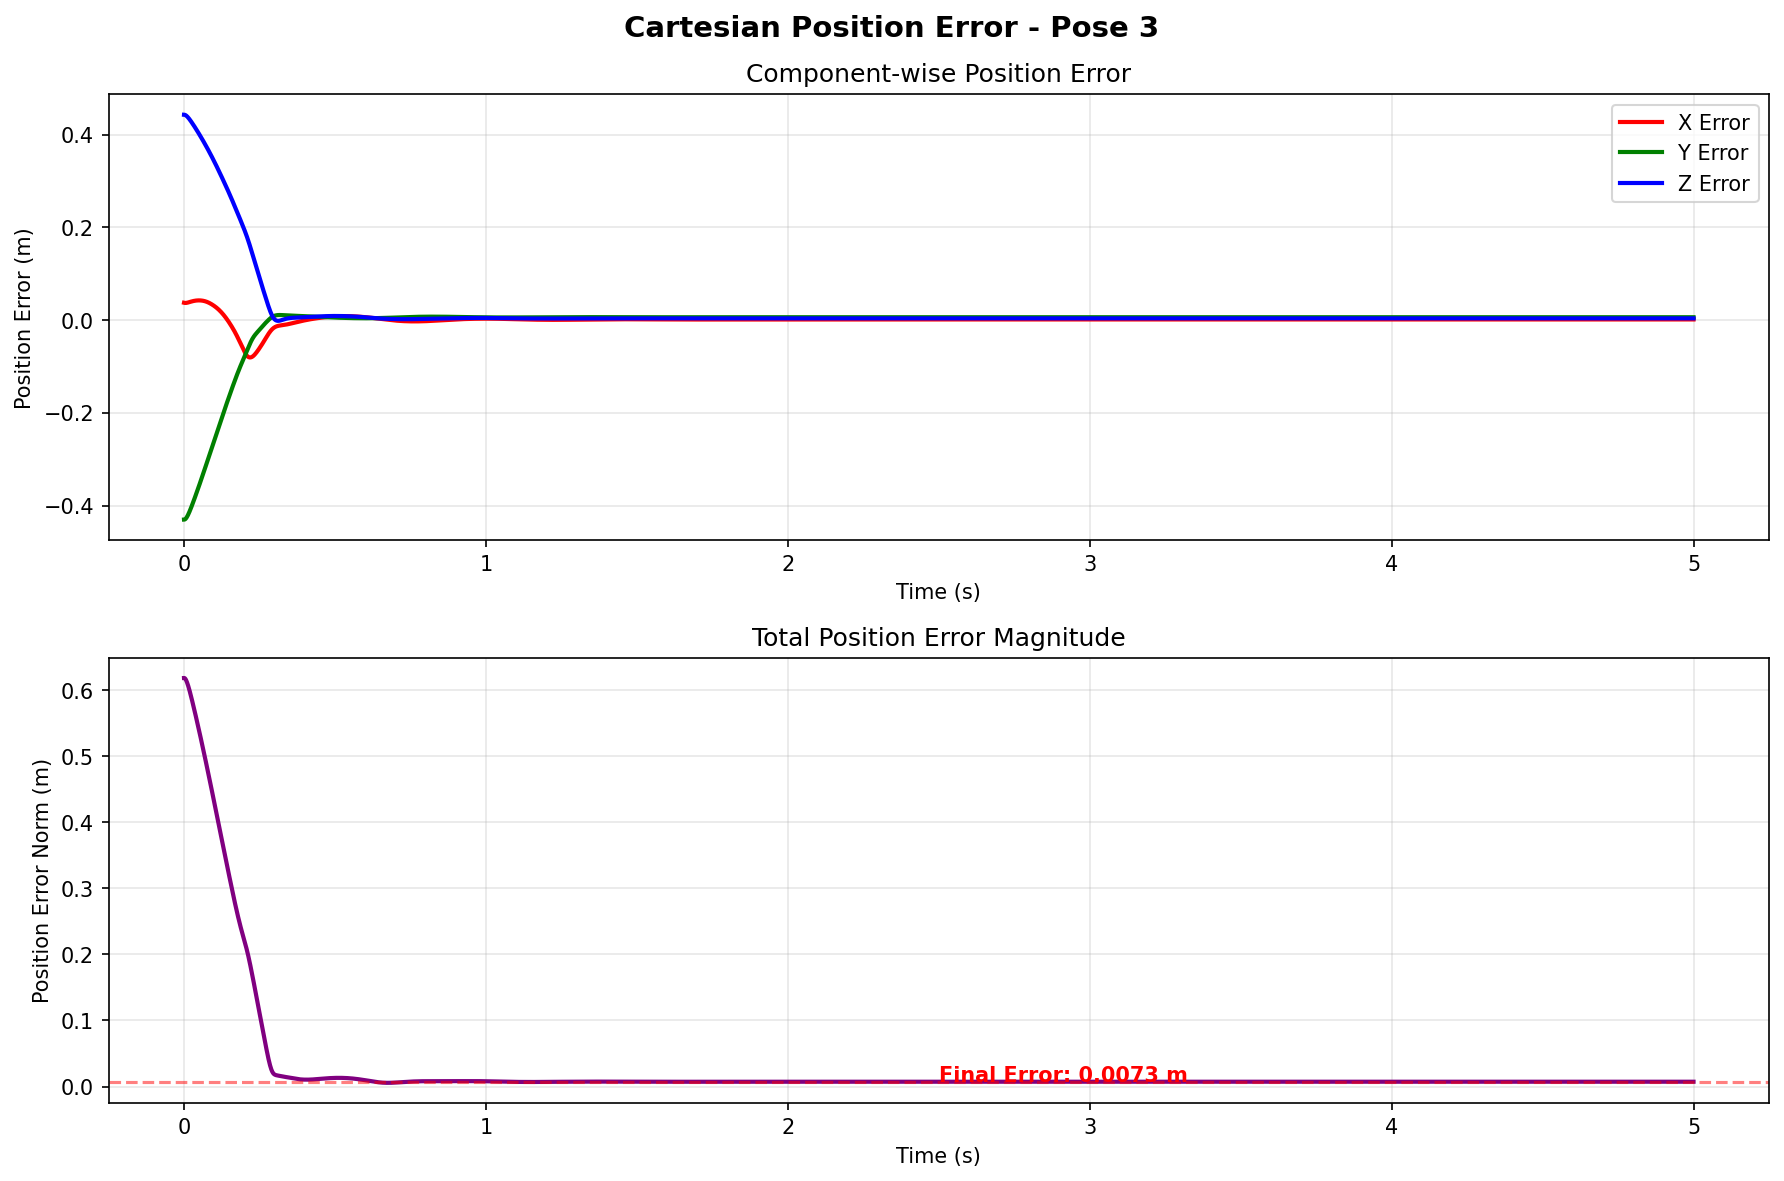 Cartesian Position Error - Pose 3
Component-wise Position Error
Position Error (m)
0.4
0.2
0.0
−0.2
−0.4
X Error
Y Error
Z Error
0 1 2 3 4 5
Time (s)
Total Position Error Magnitude
Position Error Norm (m)
0.6
0.5
0.4
0.3
0.2
0.1
0.0
Final Error: 0.0073 m
0 1 2 3 4 5
Time (s)